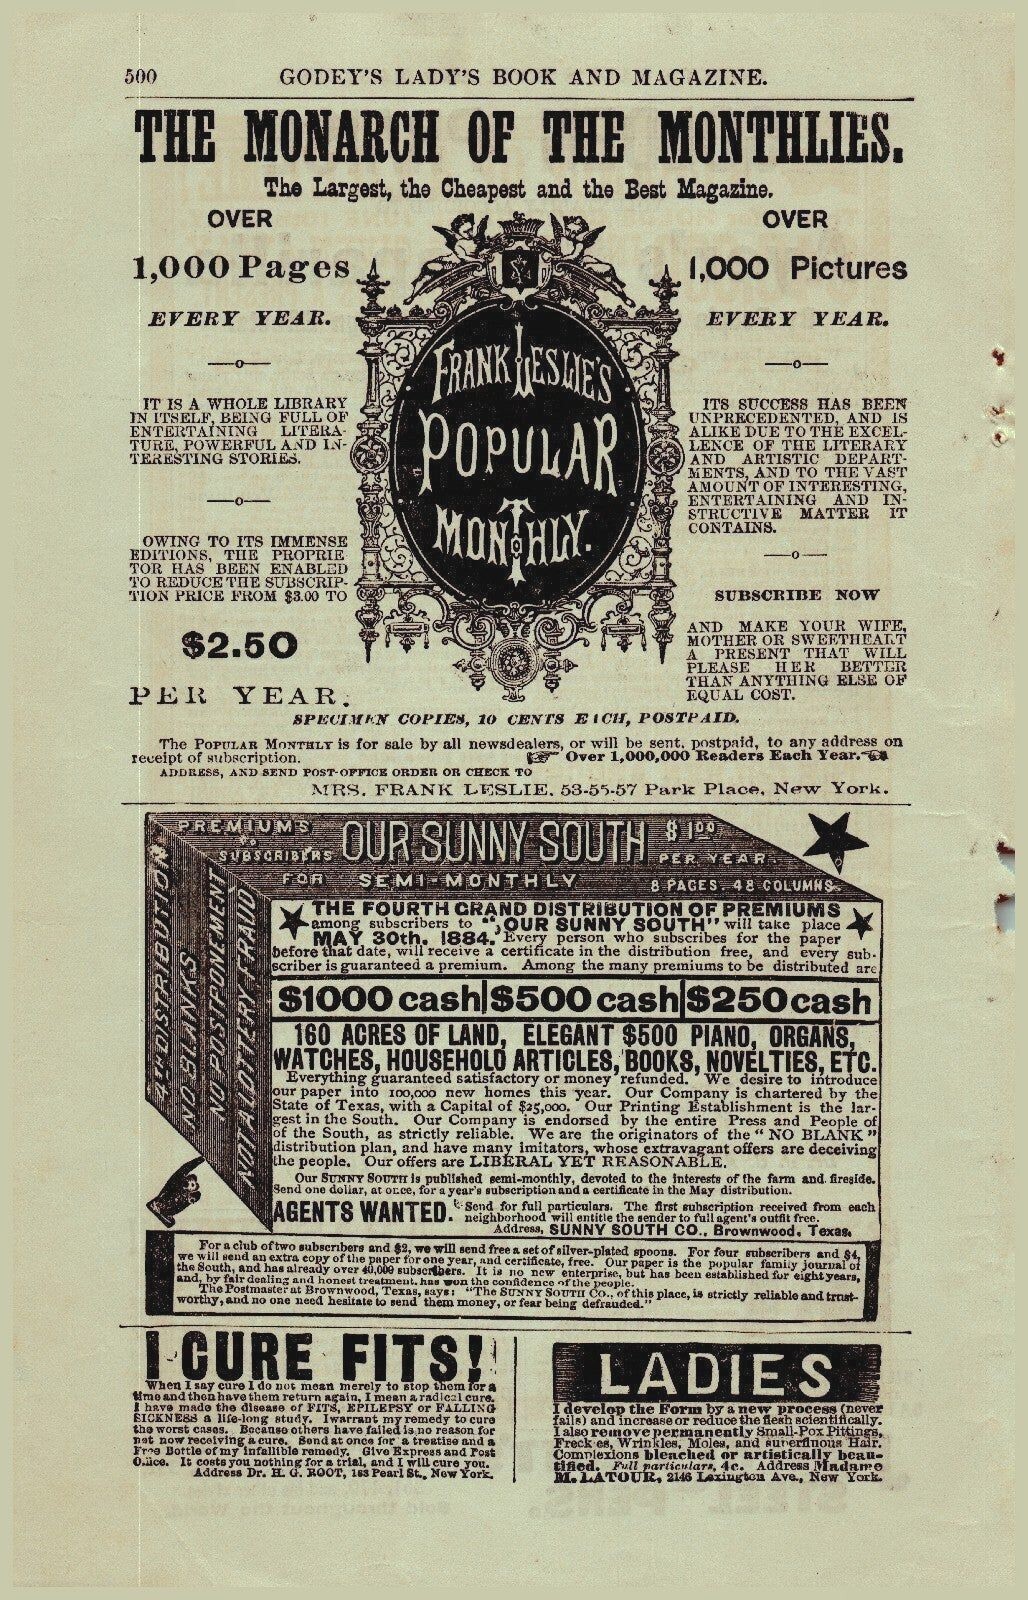 500 GODEY'S LADY'S BOOK AND MAGAZINE.
THE MONARCH OF THE MONTHLIES.
The Largest, the Cheapest and the Best Magazine.
OVER
1,000 Pages
EVERY YEAR.
IT IS A WHOLE LIBRARY
IN ITSELF, BEING FULL OF
ENTERTAINING LITERA-
TURE, POWERFUL AND IN-
TERESTING STORIES.
OWING TO ITS IMMENSE
EDITIONS, THE PROPRIE-
TOR HAS BEEN ENABLED
TO REDUCE THE SUBSCRIP-
TION PRICE FROM $3.00 TO
$2.50
PER YEAR.
FRANK LESLIE'S
POPULAR
MONTHLY.
OVER
1,000 Pictures
EVERY YEAR.
ITS SUCCESS HAS BEEN
UNPRECEDENTED, AND IS
ALIKE DUE TO THE EXCEL-
LENCE OF THE LITERARY
AND ARTISTIC DEPART-
MENTS, AND TO THE VAST
AMOUNT OF INTERESTING,
ENTERTAINING AND IN-
STRUCTIVE MATTER IT
CONTAINS.
SUBSCRIBE NOW
AND MAKE YOUR WIFE,
MOTHER OR SWEETHEART
A PRESENT THAT WILL
PLEASE HER BETTER
THAN ANYTHING ELSE OF
EQUAL COST.
SPECIMEN COPIES, 10 CENTS EACH, POSTPAID.
The POPULAR MONTHLY is for sale by all newsdealers, or will be sent, postpaid, to any address on
receipt of subscription. Over 1,000,000 Readers Each Year.
ADDRESS, AND SEND POST-OFFICE ORDER OR CHECK TO
MRS. FRANK LESLIE, 53-55-57 Park Place, New York.
PREMIUMS
TO
SUBSCRIBERS
FOR
OUR SUNNY SOUTH $1.00
PER YEAR.
SEMI-MONTHLY 8 PAGES. 48 COLUMNS.
4TH DISTRIBUTION
NO BLANKS
NO POSTPONEMENT
NOT A LOTTERY FRAUD
THE FOURTH GRAND DISTRIBUTION OF PREMIUMS
among subscribers to "OUR SUNNY SOUTH" will take place
MAY 30th. 1884. Every person who subscribes for the paper
before that date, will receive a certificate in the distribution free, and every sub-
scriber is guaranteed a premium. Among the many premiums to be distributed are
$1000 cash|$500 cash|$250 cash
160 ACRES OF LAND, ELEGANT $500 PIANO, ORGANS,
WATCHES, HOUSEHOLD ARTICLES, BOOKS, NOVELTIES, ETC.
Everything guaranteed satisfactory or money refunded. We desire to introduce
our paper into 100,000 new homes this year. Our Company is chartered by the
State of Texas, with a Capital of $25,000. Our Printing Establishment is the lar-
gest in the South. Our Company is endorsed by the entire Press and People of
of the South, as strictly reliable. We are the originators of the "NO BLANK"
distribution plan, and have many imitators, whose extravagant offers are deceiving
the people. Our offers are LIBERAL YET REASONABLE.
Our SUNNY SOUTH is published semi-monthly, devoted to the interests of the farm and fireside.
Send one dollar, at once, for a year's subscription and a certificate in the May distribution.
AGENTS WANTED. Send for full particulars. The first subscription received from each
neighborhood will entitle the sender to full agent's outfit free.
Address, SUNNY SOUTH CO., Brownwood, Texas.
For a club of two subscribers and $2, we will send free a set of silver-plated spoons. For four subscribers and $4,
we will send an extra copy of the paper for one year, and certificate, free. Our paper is the popular family journal of
the South, and has already over 40,000 subscribers. It is no new enterprise, but has been established for eight years,
and, by fair dealing and honest treatment, has won the confidence of the people.
The Postmaster at Brownwood, Texas, says: "The SUNNY SOUTH CO., of this place, is strictly reliable and trust-
worthy, and no one need hesitate to send them money, or fear being defrauded."
I CURE FITS!
When I say cure I do not mean merely to stop them for a
time and then have them return again, I mean a radical cure.
I have made the disease of FITS, EPILEPSY or FALLING
SICKNESS a life-long study. I warrant my remedy to cure
the worst cases. Because others have failed is no reason for
not now receiving a cure. Send at once for a treatise and a
Free Bottle of my infallible remedy. Give Express and Post
Office. It costs you nothing for a trial, and I will cure you.
Address Dr. H. G. ROOT, 183 Pearl St., New York.
LADIES
I develop the Form by a new process (never
fails) and increase or reduce the flesh scientifically.
I also remove permanently Small-Pox Pittings,
Freckles, Wrinkles, Moles, and superfluous Hair.
Complexions bleached or artistically beau-
tified. Full particulars, 4c. Address Madame
M. LATOUR, 2146 Lexington Ave., New York.